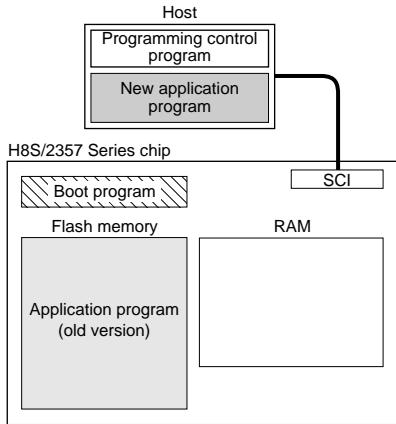 Host
Programming control
program
New application
program
H8S/2357 Series chip
SCI
Boot program
Flash memory
RAM
Application program
(old version)